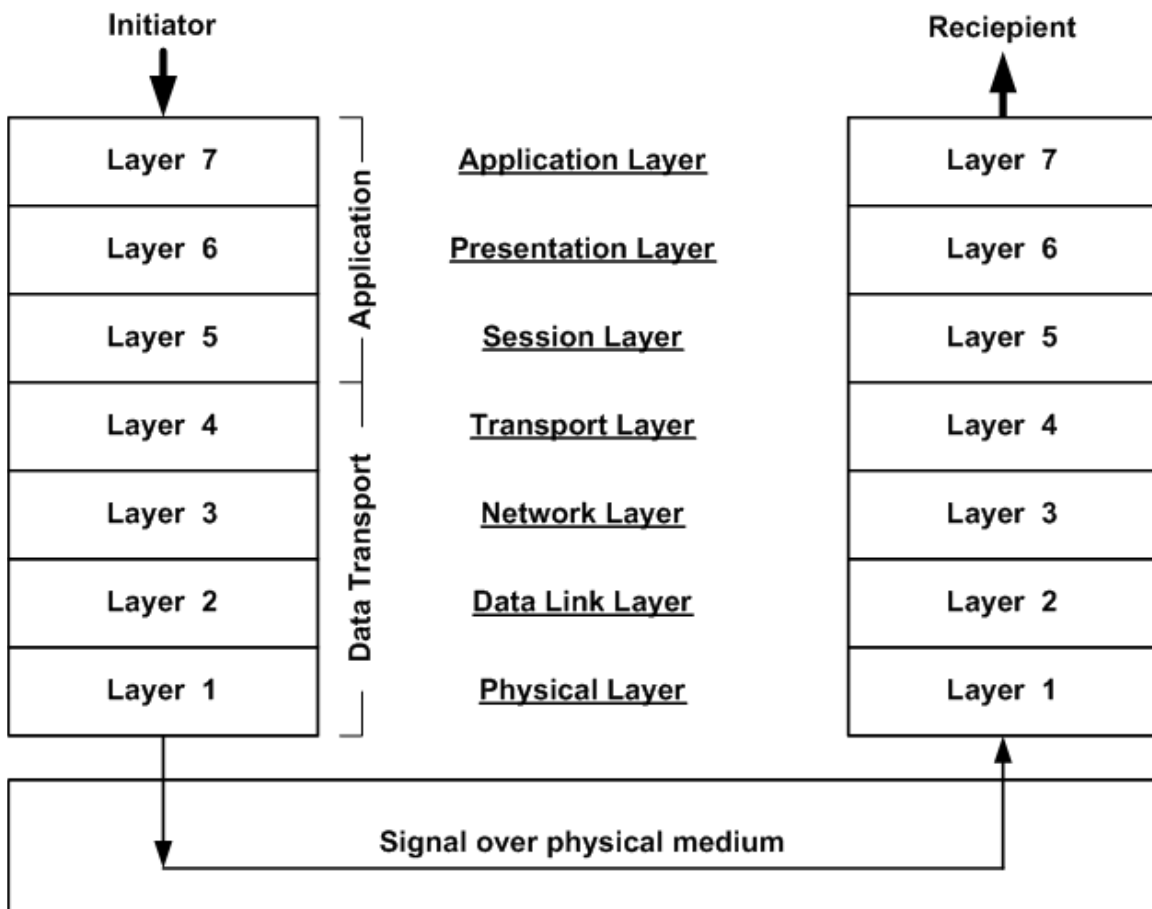 Initiator
Reciepient
Layer 7
Application Layer
Layer 7
Layer 6
Presentation Layer
Layer 6
Application
Layer 5
Session Layer
Layer 5
Layer 4
Transport Layer
Layer 4
Layer 3
Network Layer
Layer 3
Data Transport
Layer 2
Data Link Layer
Layer 2
Layer 1
Physical Layer
Layer 1
Signal over physical medium